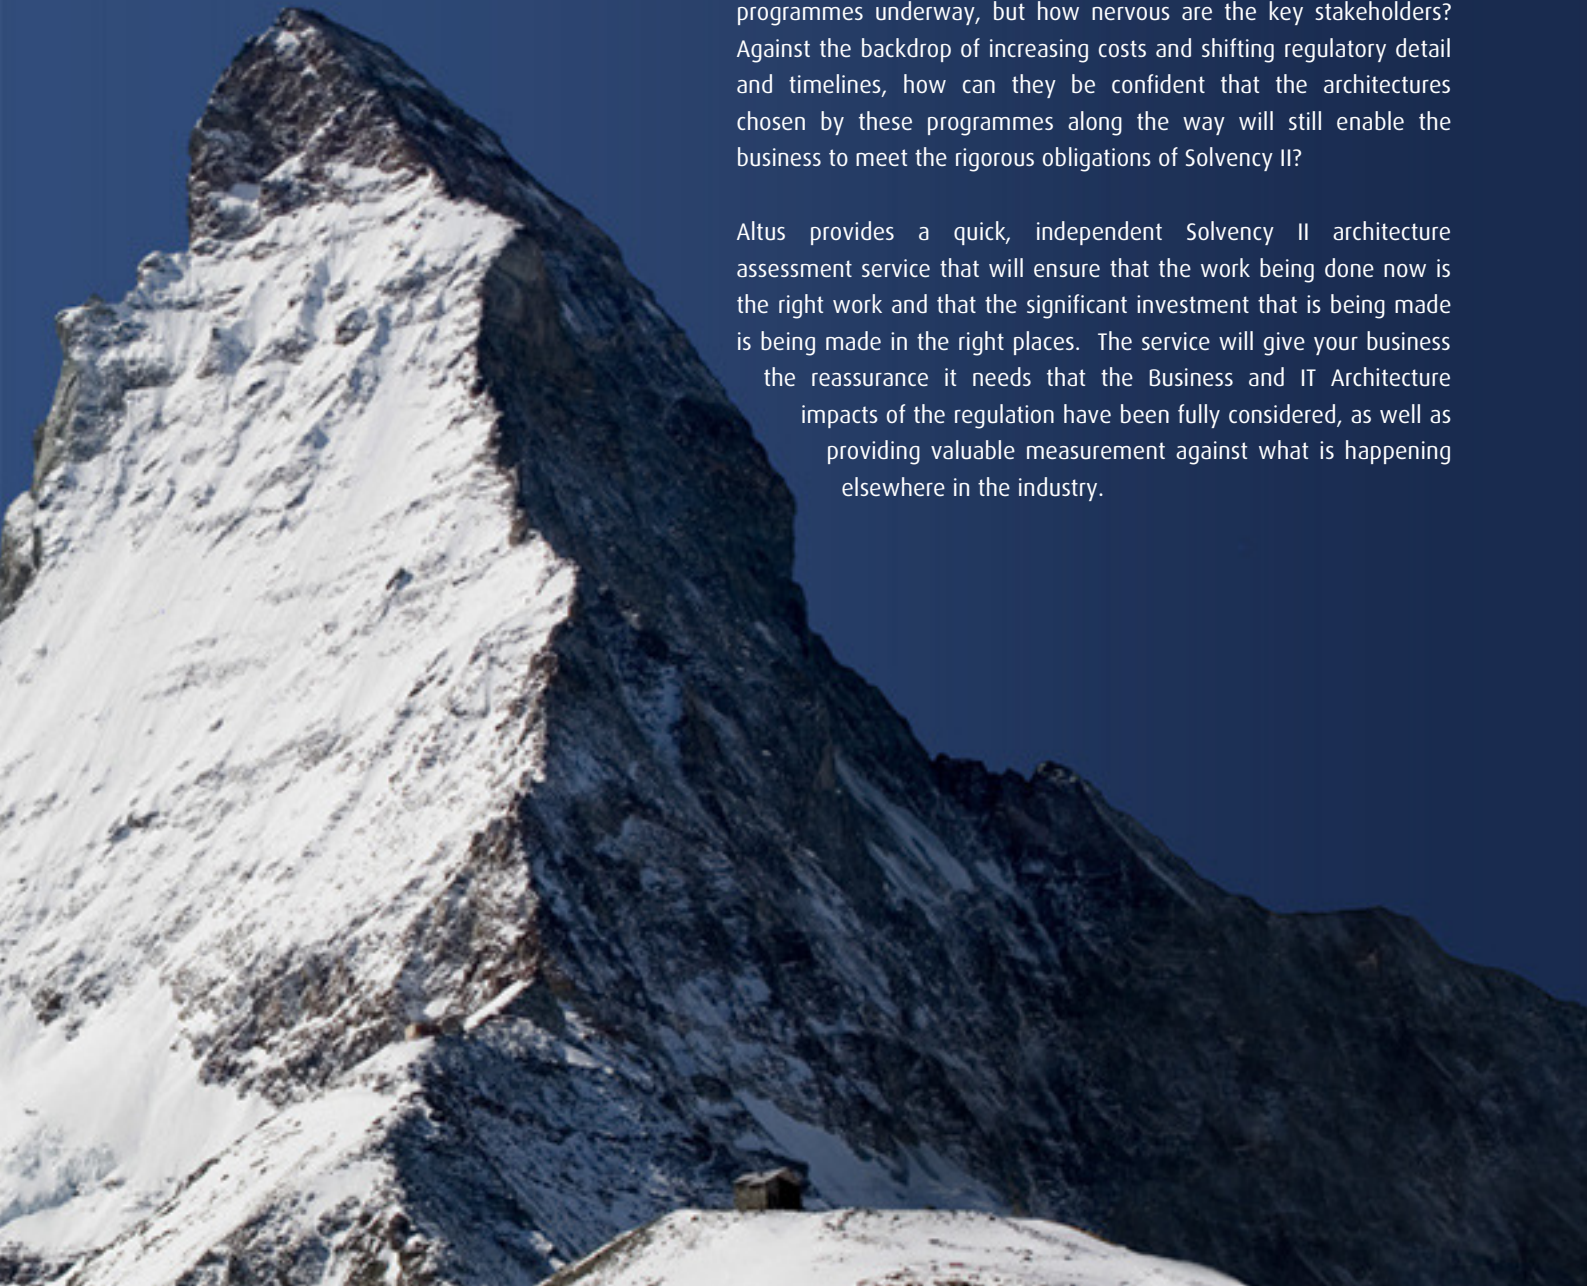 programmes underway, but how nervous are the key stakeholders?
Against the backdrop of increasing costs and shifting regulatory detail
and timelines, how can they be confident that the architectures
chosen by these programmes along the way will still enable the
business to meet the rigorous obligations of Solvency II?
Altus provides a quick, independent Solvency II architecture
assessment service that will ensure that the work being done now is
the right work and that the significant investment that is being made
is being made in the right places. The service will give your business
the reassurance it needs that the Business and IT Architecture
impacts of the regulation have been fully considered, as well as
providing valuable measurement against what is happening
elsewhere in the industry.